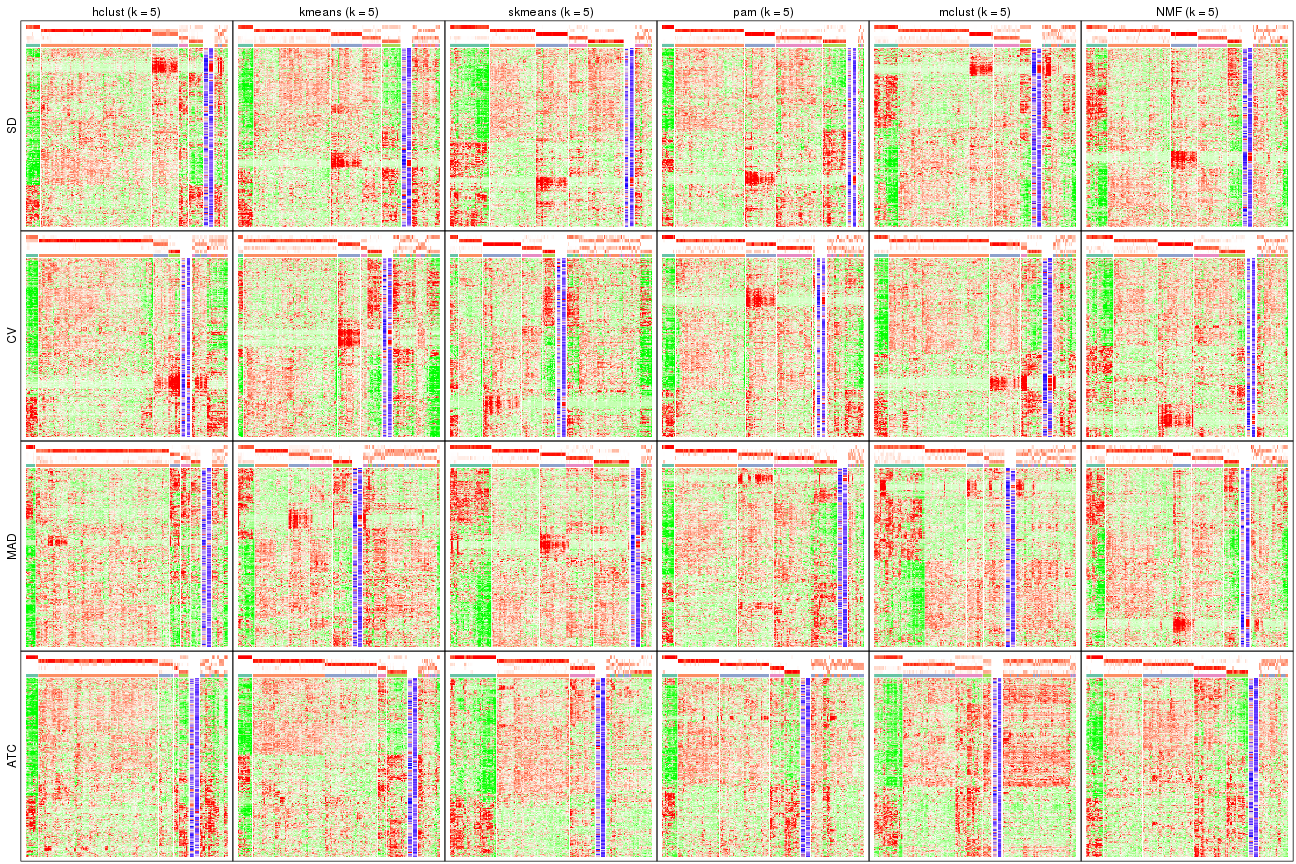 hclust (k = 5) kmeans (k = 5) skmeans (k = 5) pam (k = 5) mclust (k = 5) NMF (k = 5)
SD
CV
MAD
ATC